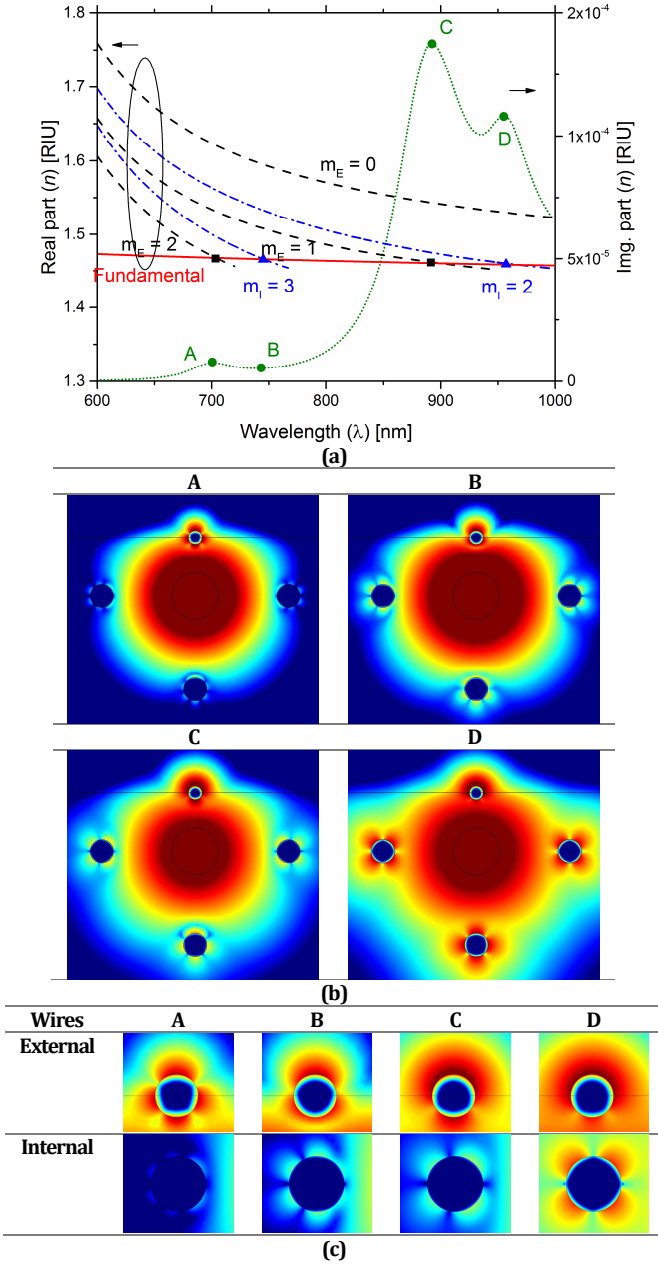 1.8
1.7
1.6
1.5
1.4
1.3
Real part (n) [RIU]
2x10⁻⁴
1x10⁻⁴
5x10⁻⁵
0
Img. part (n) [RIU]
C
D
m_E = 0
m_E = 2
m_E = 1
Fundamental
m_I = 3
m_I = 2
A
B
600 700 800 900 1000
Wavelength (λ) [nm]
(a)
A B
C D
(b)
Wires A B C D
External
Internal
(c)